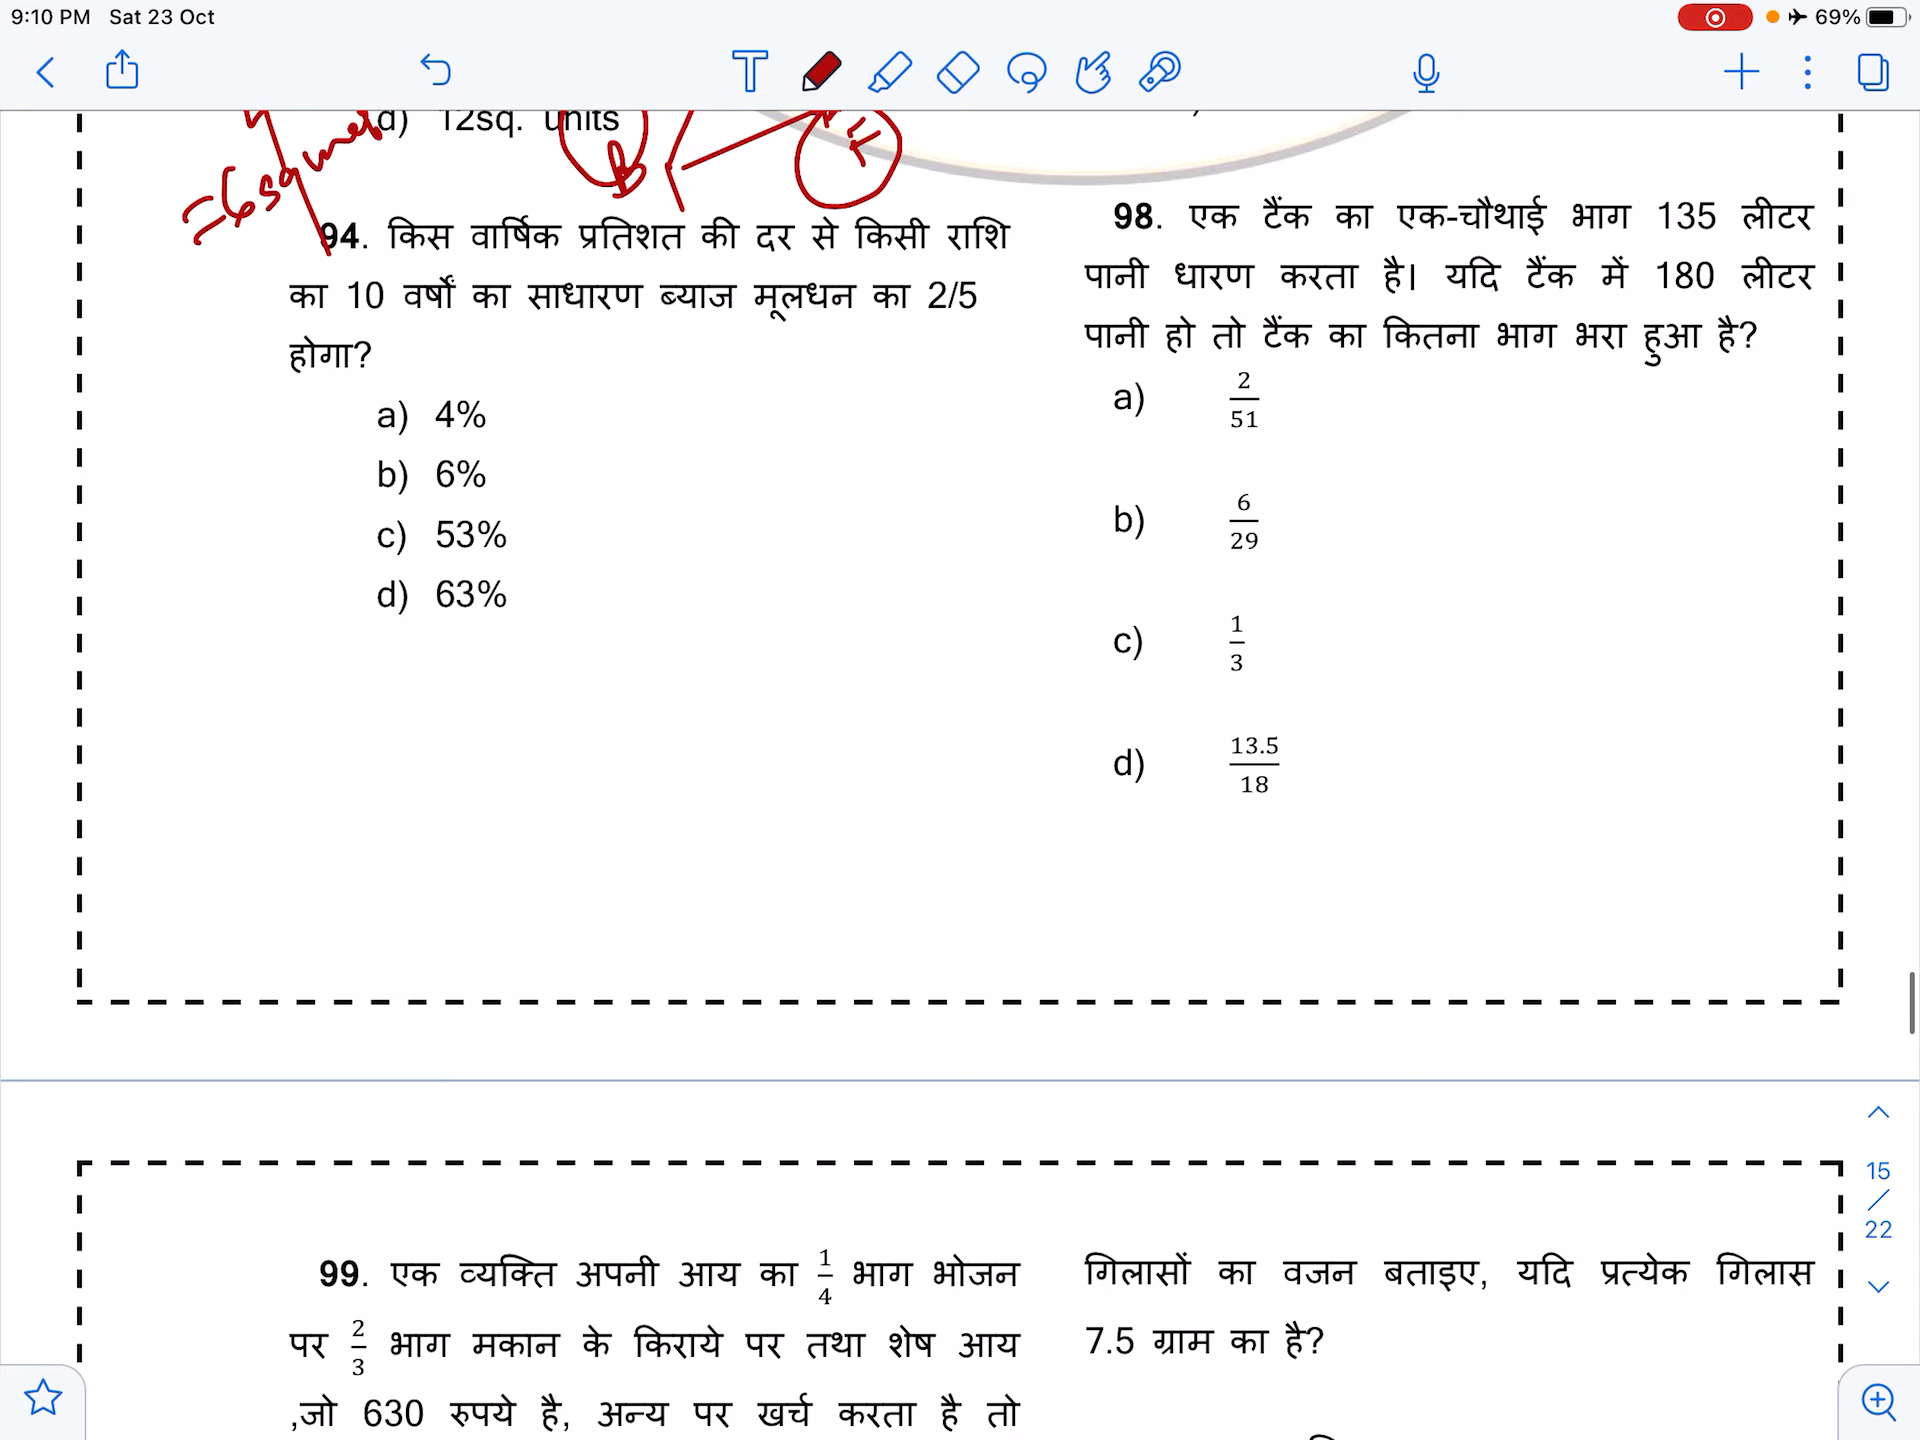 9:10 PM Sat 23 Oct
69%
d) 12sq. units
=6 sq
B
F
94. किस वार्षिक प्रतिशत की दर से किसी राशि
का 10 वर्षों का साधारण ब्याज मूलधन का 2/5
होगा?
a) 4%
b) 6%
c) 53%
d) 63%
98. एक टैंक का एक-चौथाई भाग 135 लीटर
पानी धारण करता है। यदि टैंक में 180 लीटर
पानी हो तो टैंक का कितना भाग भरा हुआ है?
a) 2/51
b) 6/29
c) 1/3
d) 13.5/18
99. एक व्यक्ति अपनी आय का 1/4 भाग भोजन
पर 2/3 भाग मकान के किराये पर तथा शेष आय
,जो 630 रुपये है, अन्य पर खर्च करता है तो
गिलासों का वजन बताइए, यदि प्रत्येक गिलास
7.5 ग्राम का है?
15
/
22